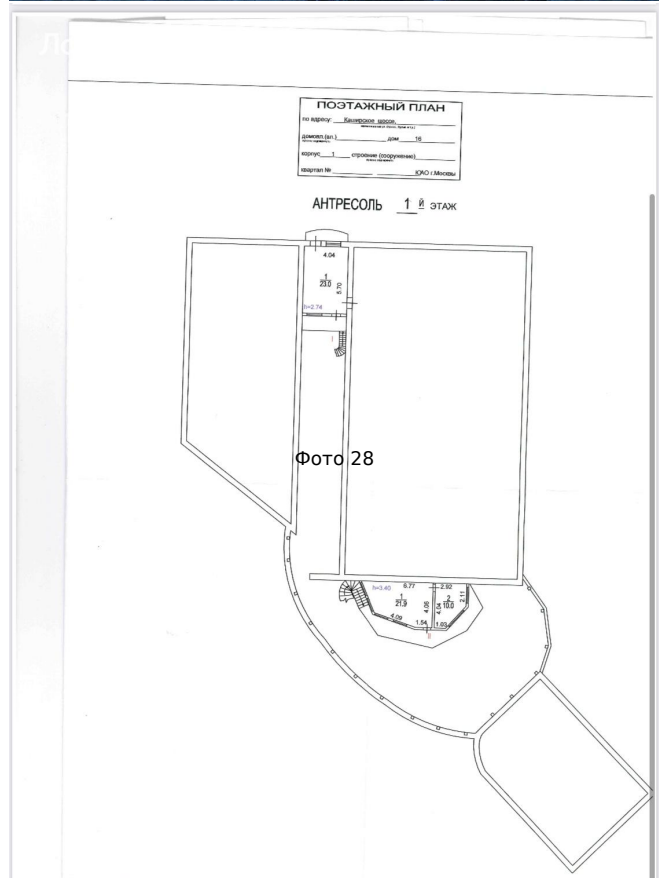 ПОЭТАЖНЫЙ ПЛАН
по адресу: Каширское шоссе,
домовл.(вл.) дом 16
корпус 1 строение (сооружение)
квартал № ЮАО г.Москвы
АНТРЕСОЛЬ 1 й ЭТАЖ
4.04
1
23.0
5.70
h=2.74
I
Фото 28
h=3.40
6.77
2.92
1
21.9
4.05
4.04
2
10.0
2.11
4.09
1.54
1.93
II